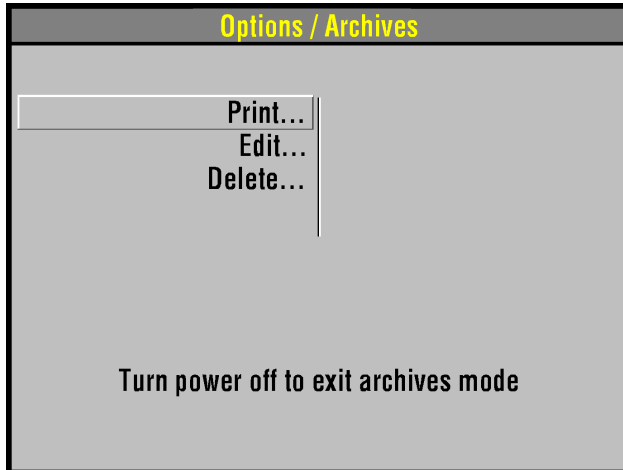 Options / Archives
Print...
Edit...
Delete...
Turn power off to exit archives mode